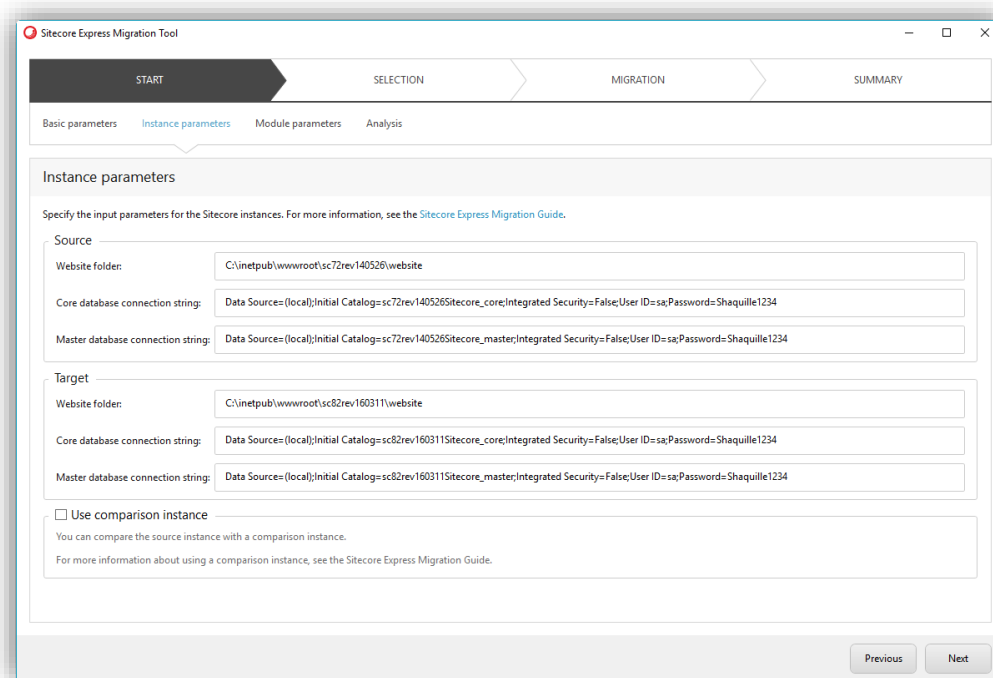 Sitecore Express Migration Tool
START SELECTION MIGRATION SUMMARY
Basic parameters Instance parameters Module parameters Analysis
Instance parameters
Specify the input parameters for the Sitecore instances. For more information, see the Sitecore Express Migration Guide.
Source
Website folder: C:\inetpub\wwwroot\sc72rev140526\website
Core database connection string: Data Source=(local);Initial Catalog=sc72rev140526Sitecore_core;Integrated Security=False;User ID=sa;Password=Shaquille1234
Master database connection string: Data Source=(local);Initial Catalog=sc72rev140526Sitecore_master;Integrated Security=False;User ID=sa;Password=Shaquille1234
Target
Website folder: C:\inetpub\wwwroot\sc82rev160311\website
Core database connection string: Data Source=(local);Initial Catalog=sc82rev160311Sitecore_core;Integrated Security=False;User ID=sa;Password=Shaquille1234
Master database connection string: Data Source=(local);Initial Catalog=sc82rev160311Sitecore_master;Integrated Security=False;User ID=sa;Password=Shaquille1234
Use comparison instance
You can compare the source instance with a comparison instance.
For more information about using a comparison instance, see the Sitecore Express Migration Guide.
Previous Next